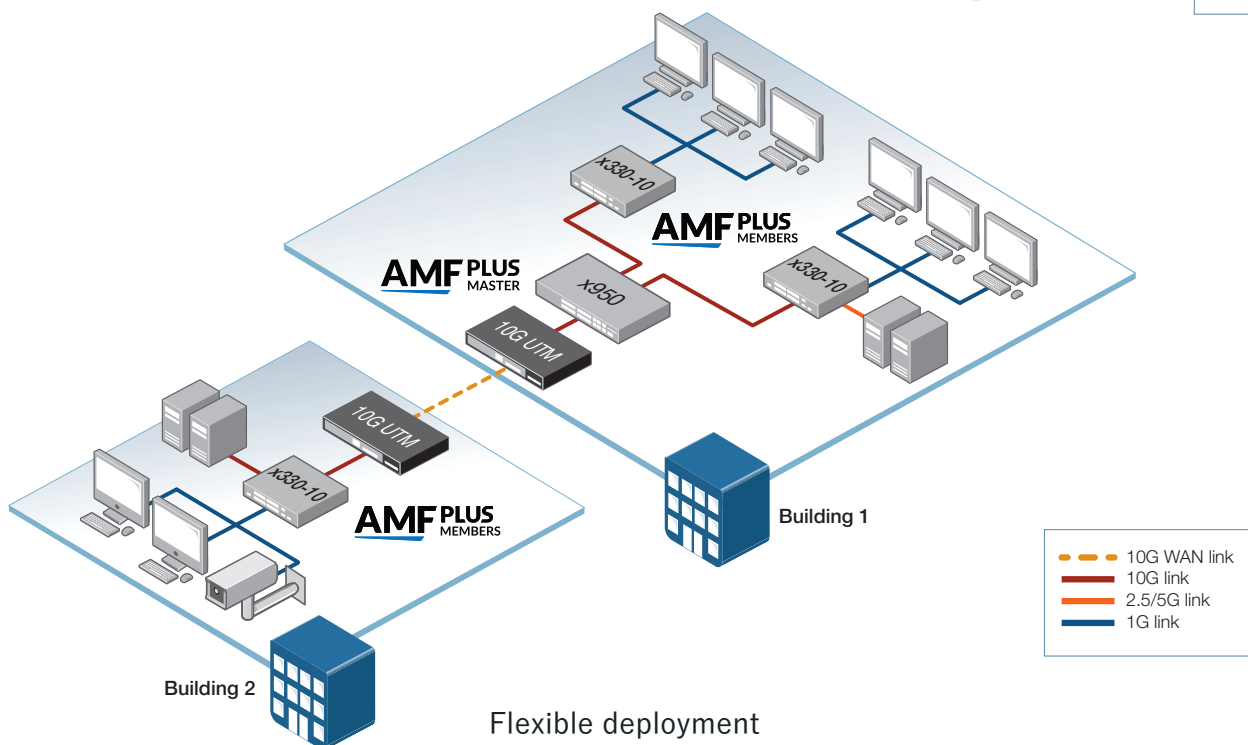 x330-10
AMF PLUS
MEMBERS
x330-10
AMF PLUS
MASTER
x950
10G UTM
10G UTM
x330-10
AMF PLUS
MEMBERS
Building 1
Building 2
10G WAN link
10G link
2.5/5G link
1G link
Flexible deployment